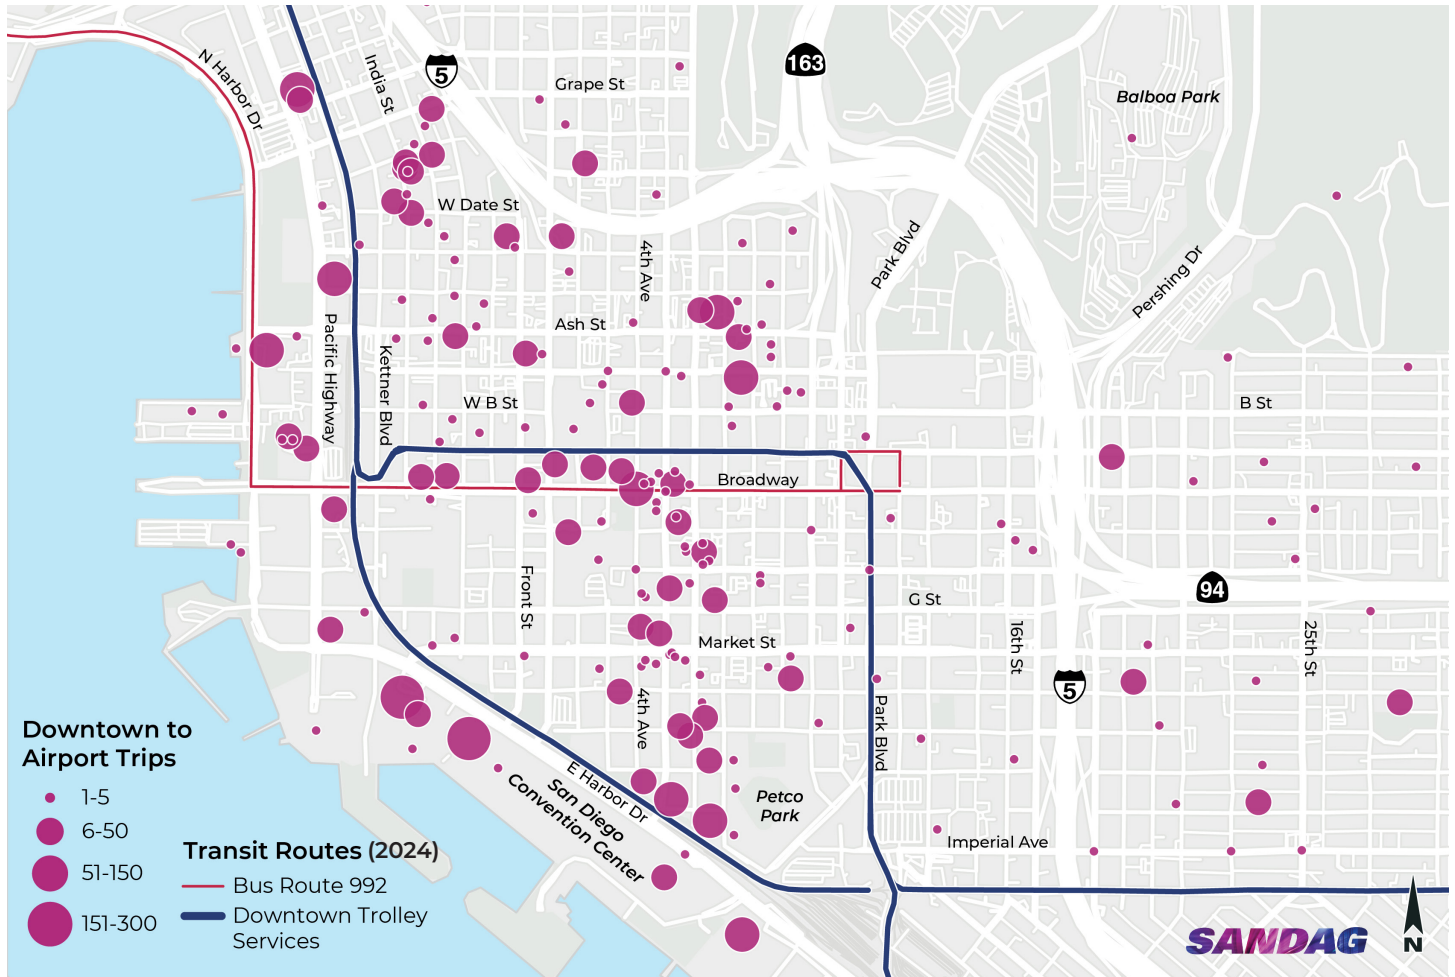 N Harbor Dr
India St
5
Grape St
163
Balboa Park
W Date St
4th Ave
Park Blvd
Pershing Dr
Pacific Highway
Kettner Blvd
Ash St
W B St
B St
Broadway
Front St
G St
94
Market St
16th St
25th St
5
4th Ave
Park Blvd
E Harbor Dr
San Diego
Convention Center
Petco
Park
Imperial Ave
Downtown to
Airport Trips
1-5
6-50
51-150
151-300
Transit Routes (2024)
Bus Route 992
Downtown Trolley
Services
SANDAG
N